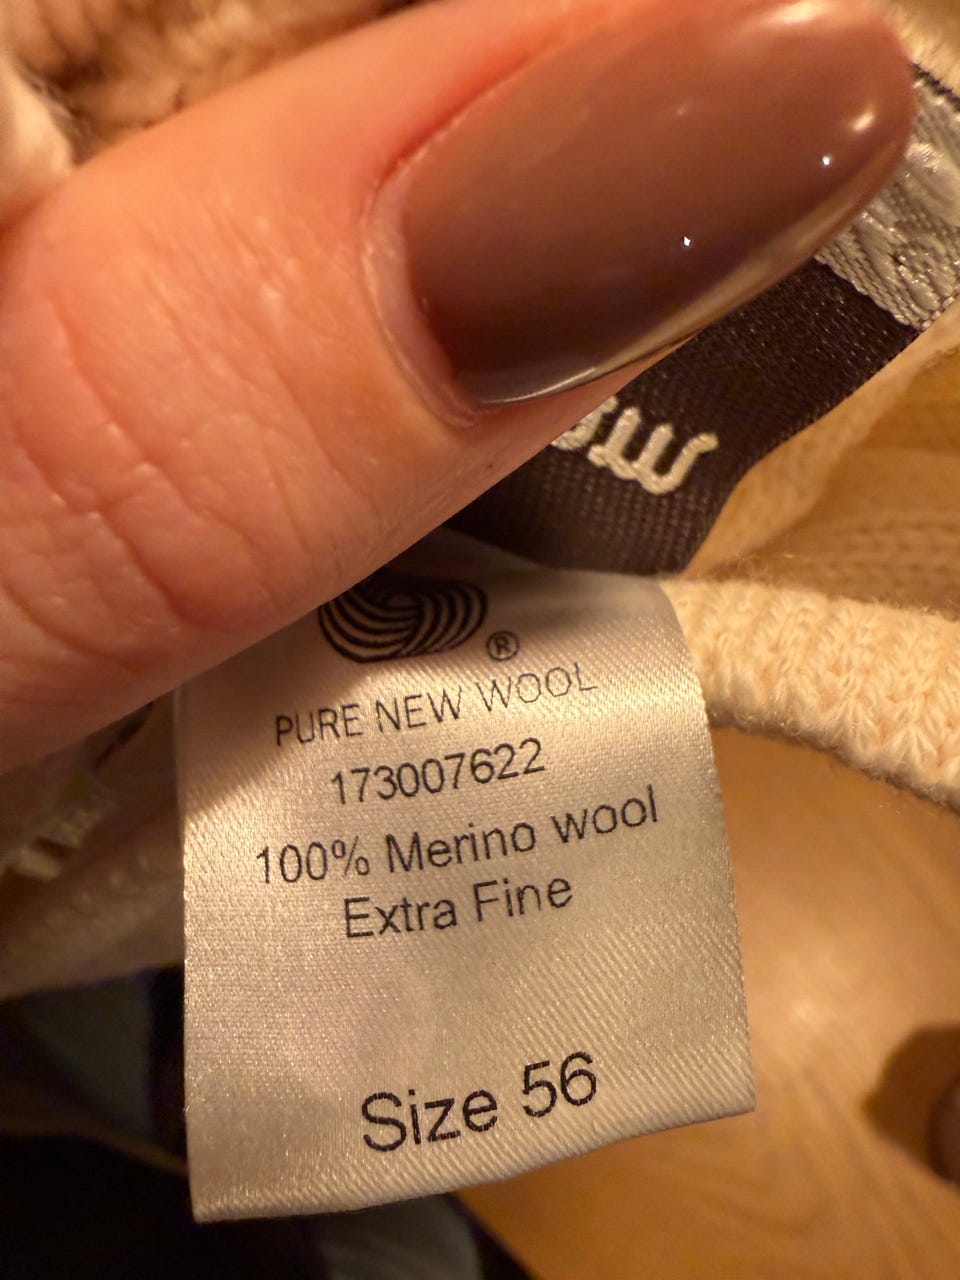 ®
PURE NEW WOOL
173007622
100% Merino wool
Extra Fine
Size 56